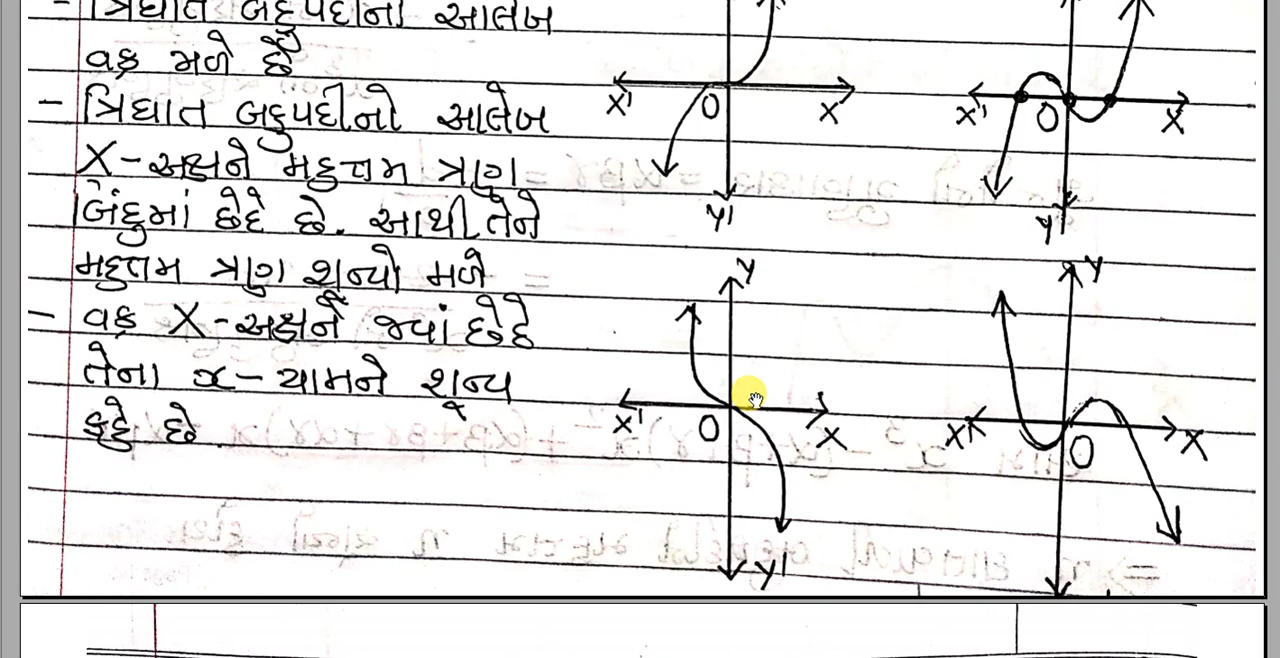 - ત્રિઘાત બહુપદીનો આલેખ
વક્ર મળે છે
- ત્રિઘાત બહુપદીનો આલેખ
X-અક્ષને મહત્તમ ત્રણ
બિંદુમાં છેદે છે. આથી તેને
મહત્તમ ત્રણ શૂન્યો મળે
- વક્ર X-અક્ષને જ્યાં છેદે
તેના x-યામને શૂન્ય
કહે છે
X' O X
Y'
X' O X
Y'
Y
X' O X
Y'
Y
X' O X